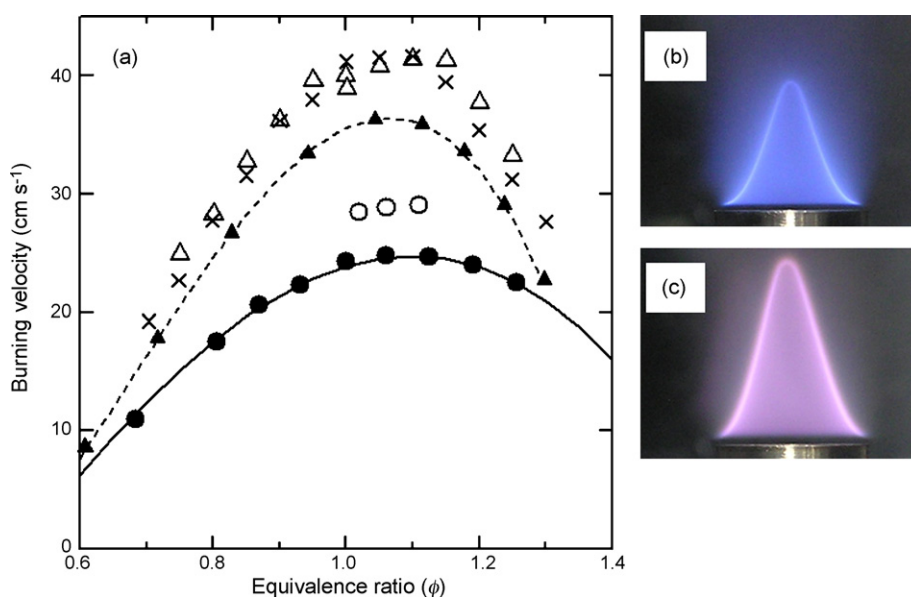 (a)
(b)
(c)
40
30
20
10
0
0.6
0.8
1.0
1.2
1.4
Burning velocity (cm s⁻¹)
Equivalence ratio (ϕ)